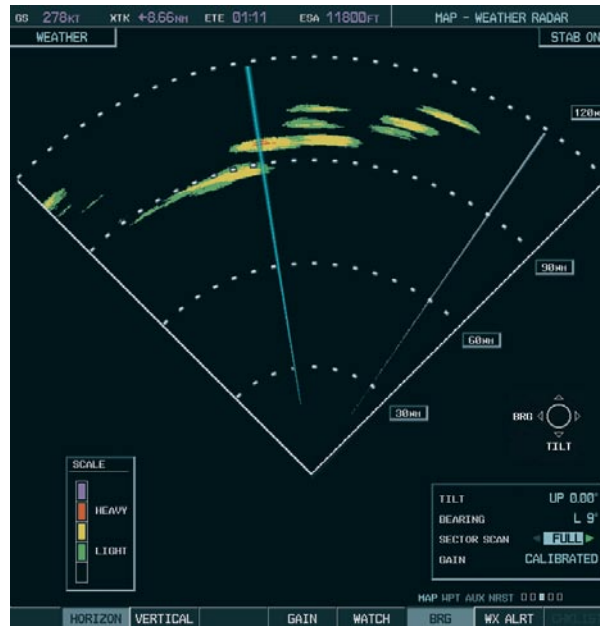 GS 278KT XTK +8.66NM ETE 01:11 ESA 11800FT MAP - WEATHER RADAR
WEATHER STAB ON
120NM
90NM
60NM
30NM
BRG
TILT
SCALE
HEAVY
LIGHT
TILT UP 0.00°
BEARING L 9°
SECTOR SCAN FULL
GAIN CALIBRATED
MAP WPT AUX NRST
HORIZON VERTICAL GAIN WATCH BRG WX ALRT